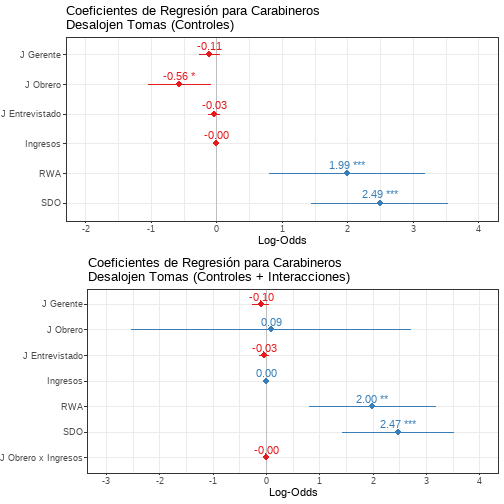 Coeficientes de Regresión para Carabineros
Desalojen Tomas (Controles)
J Gerente
-0.11
J Obrero
-0.56 *
J Entrevistado
-0.03
Ingresos
-0.00
RWA
1.99 ***
SDO
2.49 ***
-2 -1 0 1 2 3 4
Log-Odds
Coeficientes de Regresión para Carabineros
Desalojen Tomas (Controles + Interacciones)
J Gerente
-0.10
J Obrero
0.09
J Entrevistado
-0.03
Ingresos
0.00
RWA
2.00 **
SDO
2.47 ***
J Obrero x Ingresos
-0.00
-3 -2 -1 0 1 2 3 4
Log-Odds